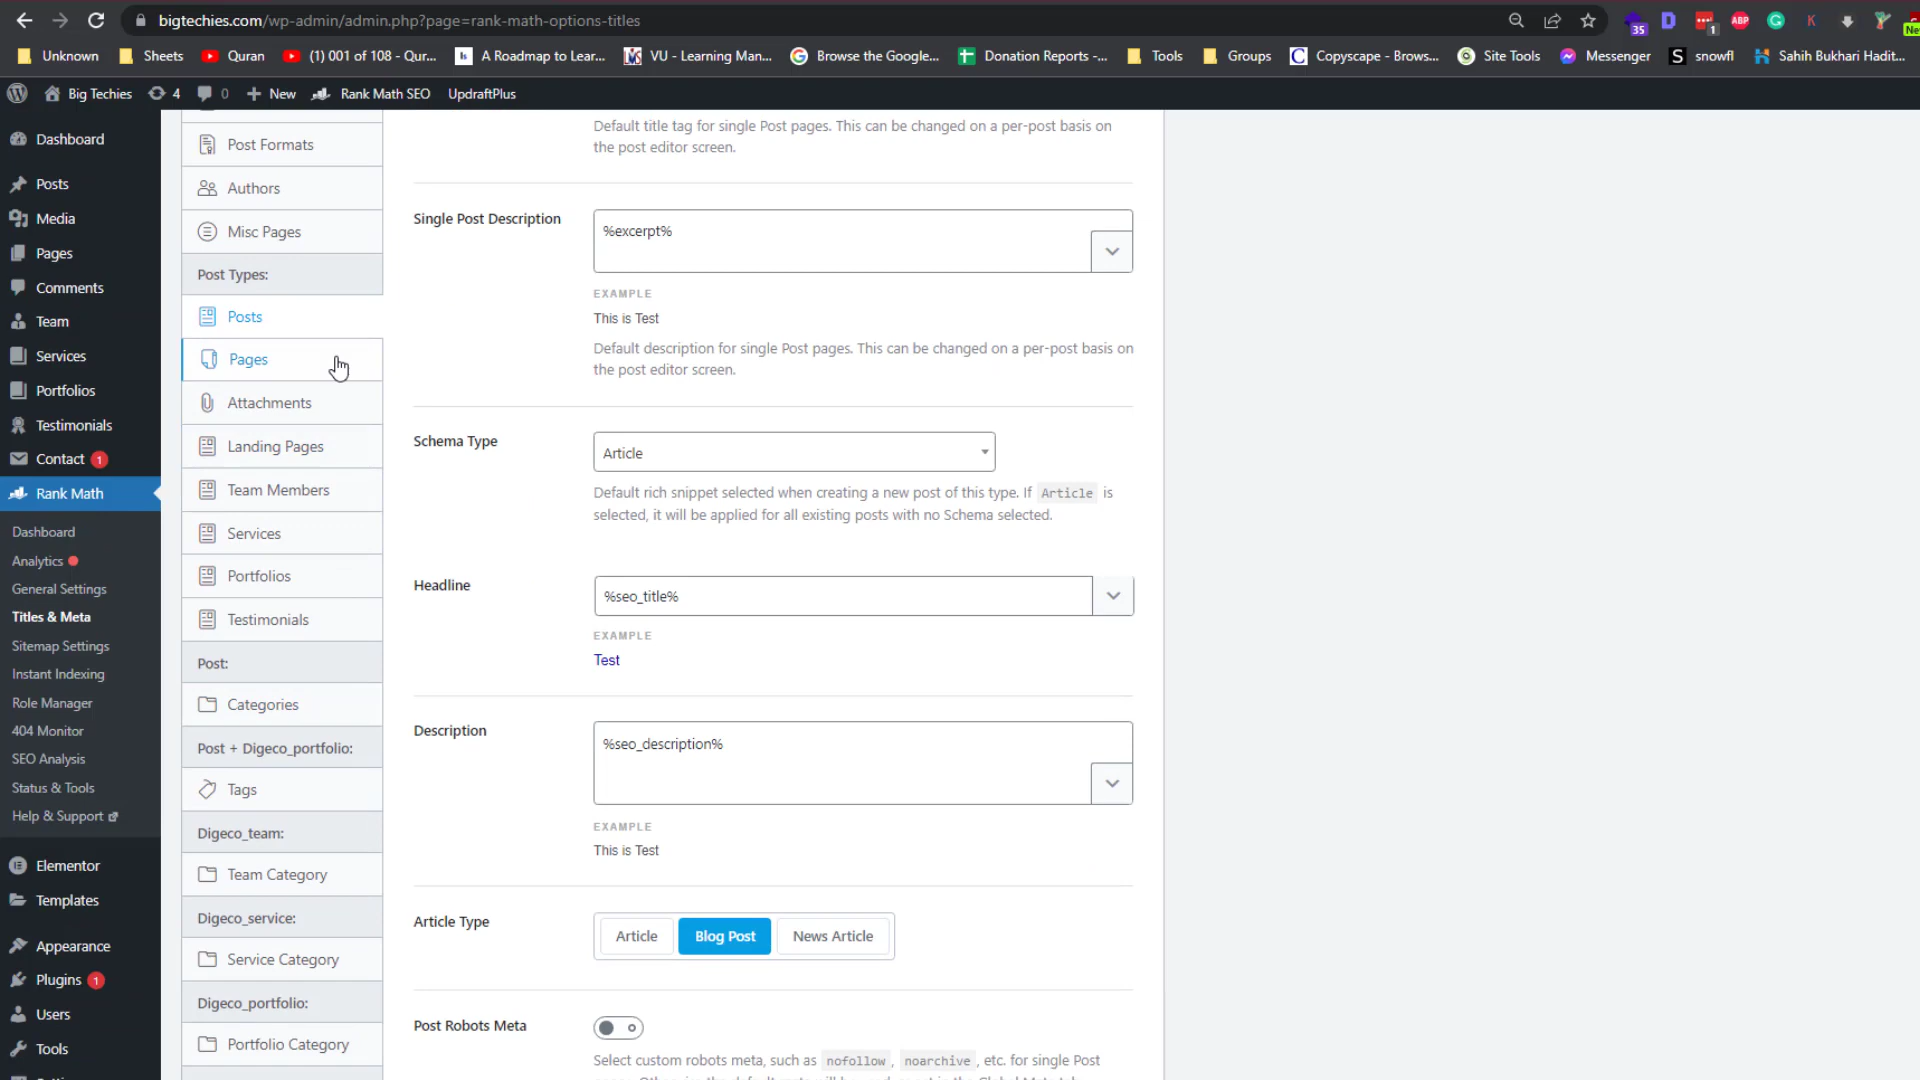 bigtechies.com/wp-admin/admin.php?page=rank-math-options-titles
35
1
ABP
Unknown
Sheets
Quran
(1) 001 of 108 - Qur...
A Roadmap to Lear...
VU - Learning Man...
Browse the Google...
Donation Reports -...
Tools
Groups
Copyscape - Brows...
Site Tools
Messenger
snowfl
Sahih Bukhari Hadit...
Big Techies
4
0
New
Rank Math SEO
UpdraftPlus
Dashboard
Posts
Media
Pages
Comments
Team
Services
Portfolios
Testimonials
Contact 1
Rank Math
Dashboard
Analytics
General Settings
Titles & Meta
Sitemap Settings
Instant Indexing
Role Manager
404 Monitor
SEO Analysis
Status & Tools
Help & Support
Elementor
Templates
Appearance
Plugins 1
Users
Tools
Post Formats
Authors
Misc Pages
Post Types:
Posts
Pages
Attachments
Landing Pages
Team Members
Services
Portfolios
Testimonials
Post:
Categories
Post + Digeco_portfolio:
Tags
Digeco_team:
Team Category
Digeco_service:
Service Category
Digeco_portfolio:
Portfolio Category
Default title tag for single Post pages. This can be changed on a per-post basis on
the post editor screen.
Single Post Description
%excerpt%
EXAMPLE
This is Test
Default description for single Post pages. This can be changed on a per-post basis on
the post editor screen.
Schema Type
Article
Default rich snippet selected when creating a new post of this type. If Article is
selected, it will be applied for all existing posts with no Schema selected.
Headline
%seo_title%
EXAMPLE
Test
Description
%seo_description%
EXAMPLE
This is Test
Article Type
Article
Blog Post
News Article
Post Robots Meta
Select custom robots meta, such as nofollow, noarchive, etc. for single Post